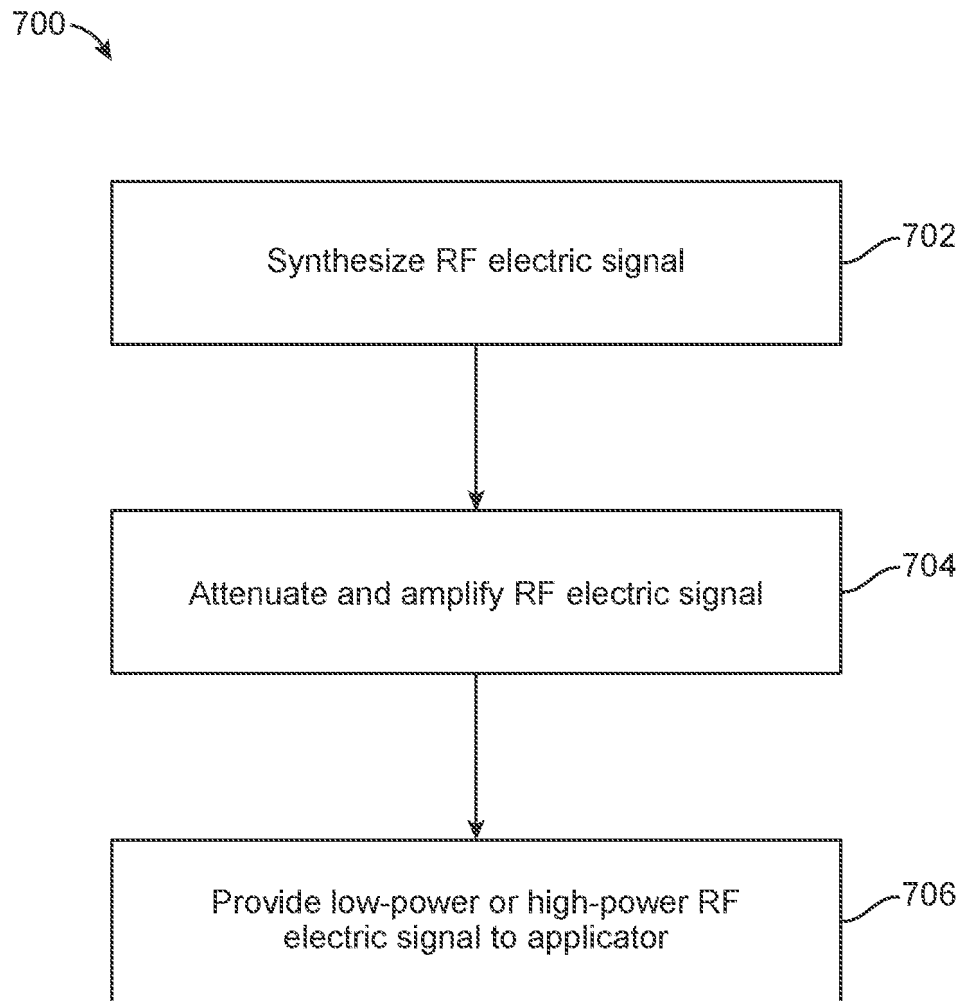 700
Synthesize RF electric signal
702
Attenuate and amplify RF electric signal
704
Provide low-power or high-power RF
electric signal to applicator
706